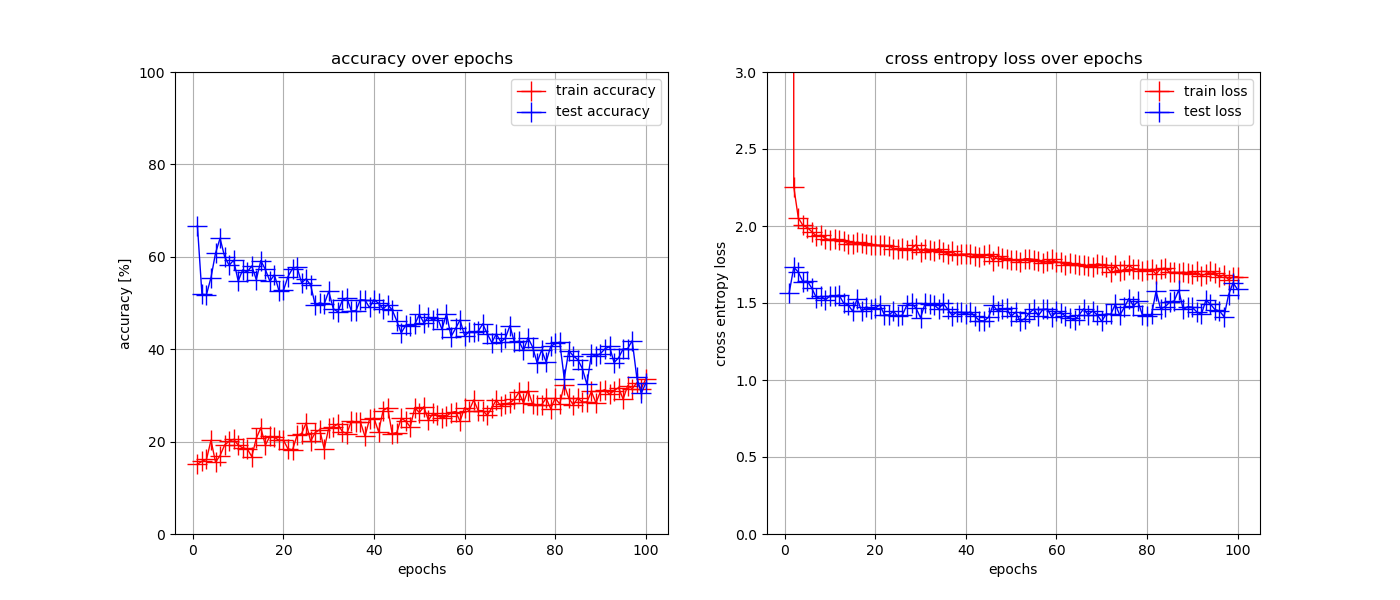 accuracy over epochs
100
80
60
40
20
0
accuracy [%]
train accuracy
test accuracy
0 20 40 60 80 100
epochs
cross entropy loss over epochs
3.0
2.5
2.0
1.5
1.0
0.5
0.0
cross entropy loss
train loss
test loss
0 20 40 60 80 100
epochs